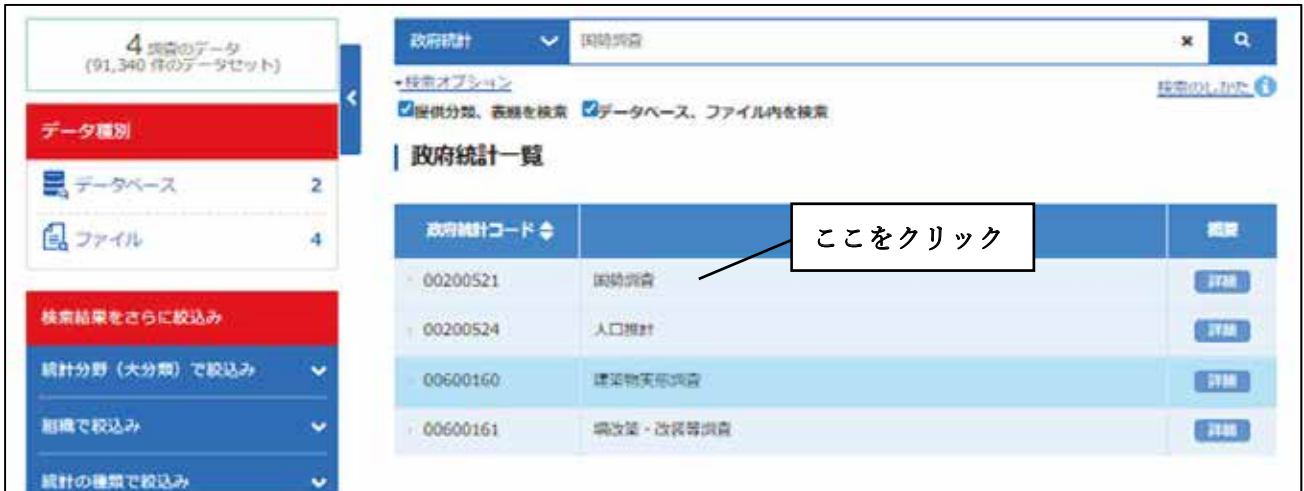 4 調査のデータ
(91,340 件のデータセット)
データ種別
データベース 2
ファイル 4
検索結果をさらに絞込み
統計分野（大分類）で絞込み
組織で絞込み
統計の種類で絞込み
政府統計 国勢調査
検索オプション 検索のしかた
提供分類、表題を検索 データベース、ファイル内を検索
政府統計一覧
政府統計コード 概要
ここをクリック
00200521 国勢調査 詳細
00200524 人口推計 詳細
00600160 建築物実態調査 詳細
00600161 増改築・改装等調査 詳細